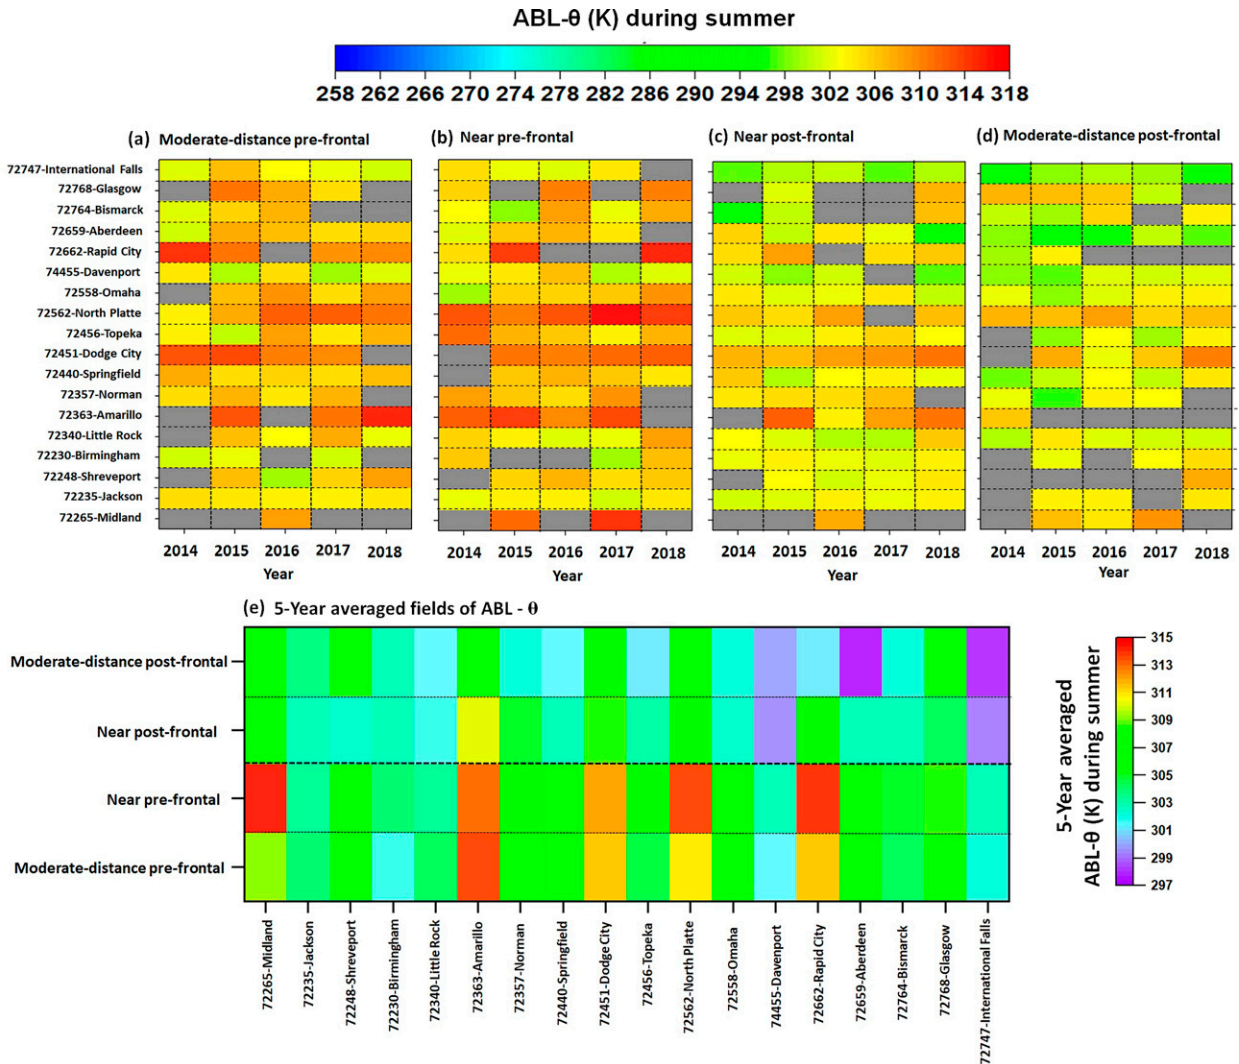 ABL-θ (K) during summer
258 262 266 270 274 278 282 286 290 294 298 302 306 310 314 318
(a) Moderate-distance pre-frontal
(b) Near pre-frontal
(c) Near post-frontal
(d) Moderate-distance post-frontal
72747-International Falls
72768-Glasgow
72764-Bismarck
72659-Aberdeen
72662-Rapid City
74455-Davenport
72558-Omaha
72562-North Platte
72456-Topeka
72451-Dodge City
72440-Springfield
72357-Norman
72363-Amarillo
72340-Little Rock
72230-Birmingham
72248-Shreveport
72235-Jackson
72265-Midland
2014 2015 2016 2017 2018
Year
2014 2015 2016 2017 2018
Year
2014 2015 2016 2017 2018
Year
2014 2015 2016 2017 2018
Year
(e) 5-Year averaged fields of ABL - θ
Moderate-distance post-frontal
Near post-frontal
Near pre-frontal
Moderate-distance pre-frontal
72265-Midland
72235-Jackson
72248-Shreveport
72230-Birmingham
72340-Little Rock
72363-Amarillo
72357-Norman
72440-Springfield
72451-Dodge City
72456-Topeka
72562-North Platte
72558-Omaha
74455-Davenport
72662-Rapid City
72659-Aberdeen
72764-Bismarck
72768-Glasgow
72747-International Falls
5-Year averaged
ABL-θ (K) during summer
315
313
311
309
307
305
303
301
299
297